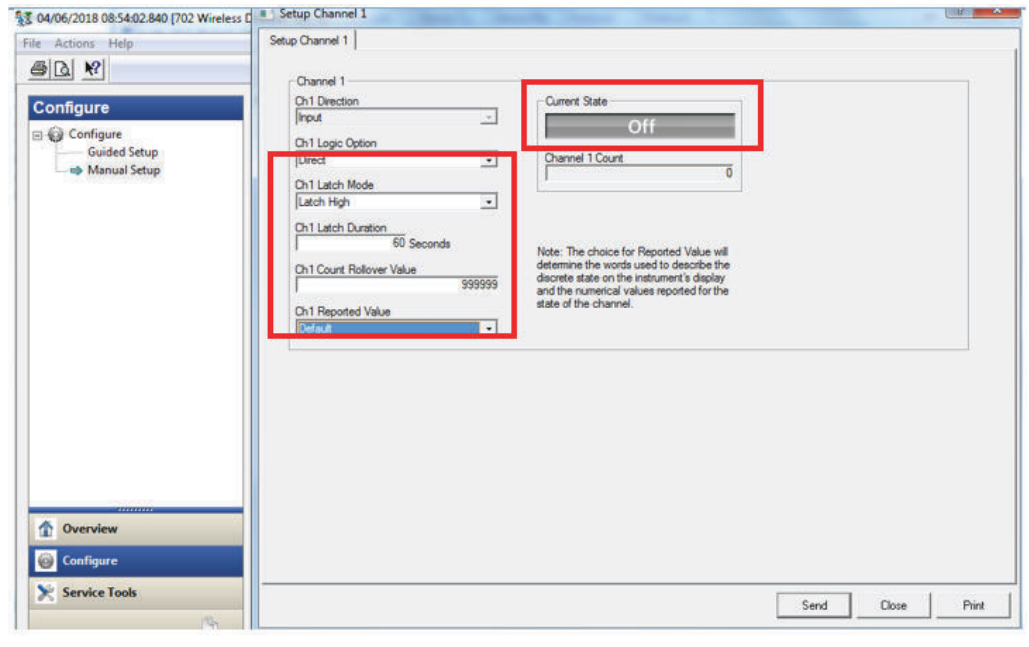 04/06/2018 08:54:02.840 [702 Wireless D
File Actions Help
Configure
Configure
Guided Setup
Manual Setup
Overview
Configure
Service Tools
Setup Channel 1
Setup Channel 1
Channel 1
Ch1 Direction
Input
Ch1 Logic Option
Direct
Ch1 Latch Mode
Latch High
Ch1 Latch Duration
60 Seconds
Ch1 Count Rollover Value
999999
Ch1 Reported Value
Default
Current State
Off
Channel 1 Count
0
Note: The choice for Reported Value will
determine the words used to describe the
discrete state on the instrument's display
and the numerical values reported for the
state of the channel.
Send Close Print